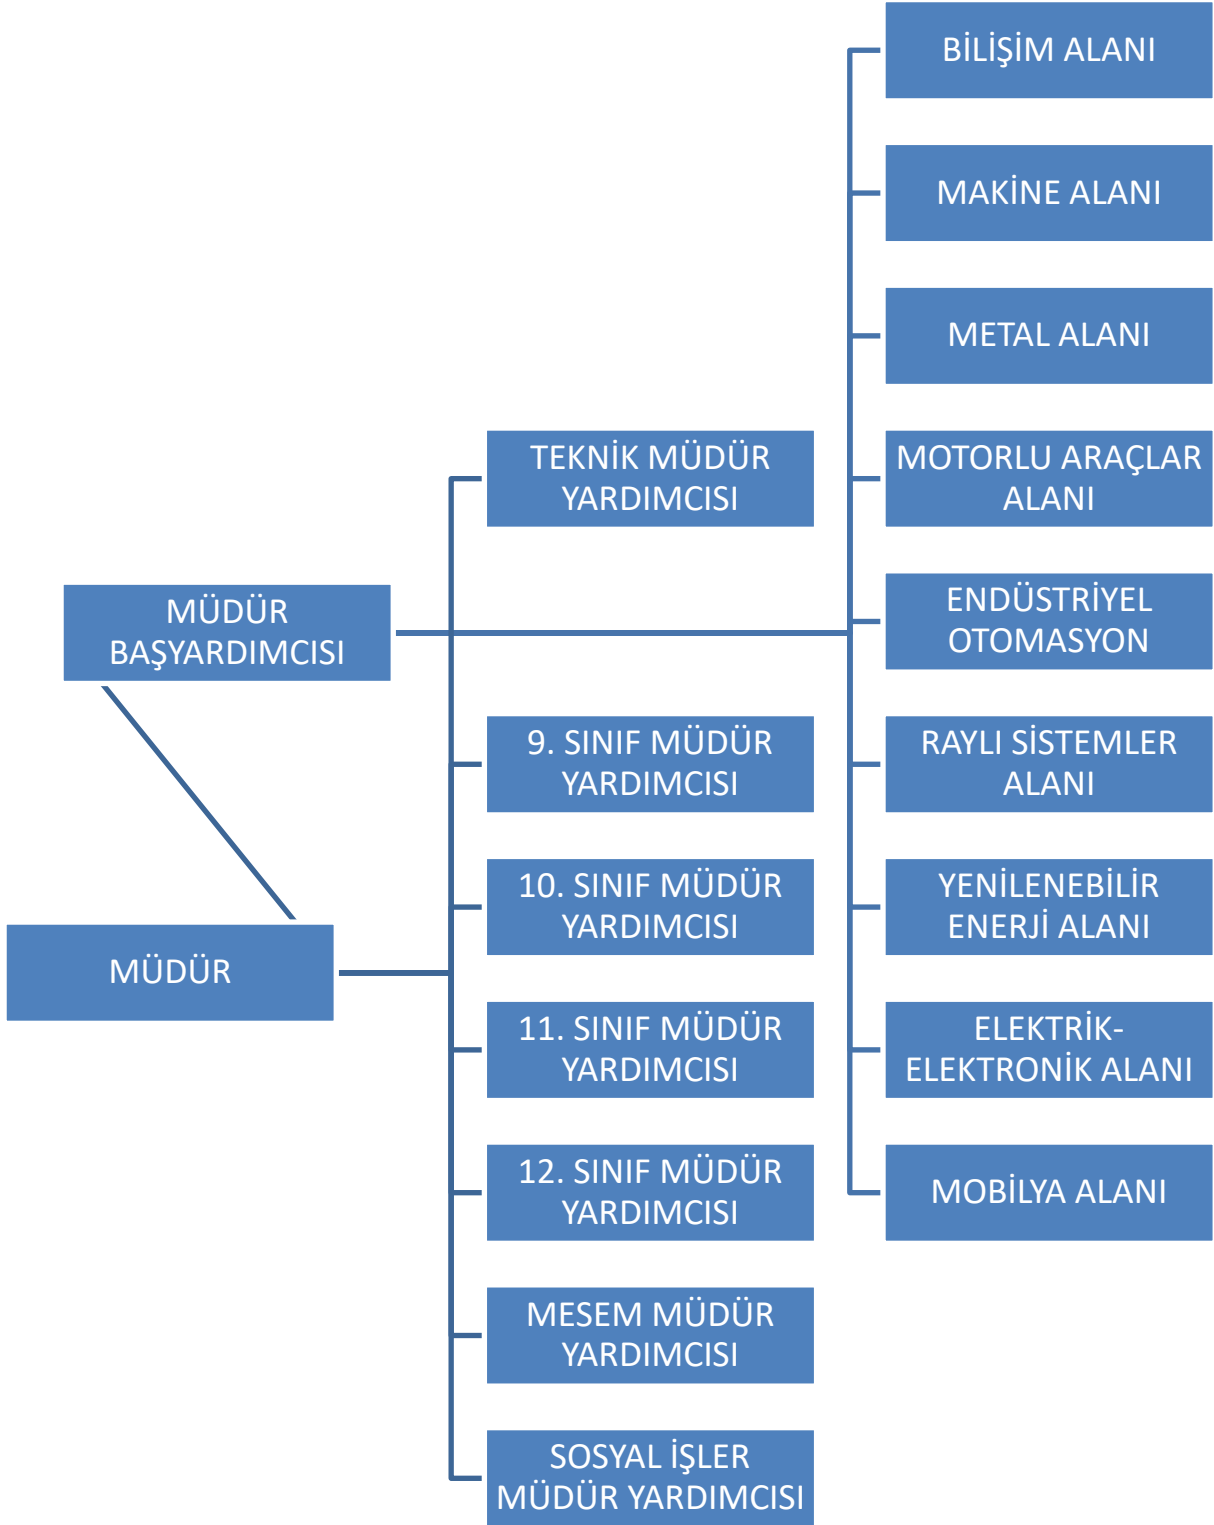 MÜDÜR
MÜDÜR
BAŞYARDIMCISI
TEKNİK MÜDÜR
YARDIMCISI
9. SINIF MÜDÜR
YARDIMCISI
10. SINIF MÜDÜR
YARDIMCISI
11. SINIF MÜDÜR
YARDIMCISI
12. SINIF MÜDÜR
YARDIMCISI
MESEM MÜDÜR
YARDIMCISI
SOSYAL İŞLER
MÜDÜR YARDIMCISI
BİLİŞİM ALANI
MAKİNE ALANI
METAL ALANI
MOTORLU ARAÇLAR
ALANI
ENDÜSTRİYEL
OTOMASYON
RAYLI SİSTEMLER
ALANI
YENİLENEBİLİR
ENERJİ ALANI
ELEKTRİK-
ELEKTRONİK ALANI
MOBİLYA ALANI